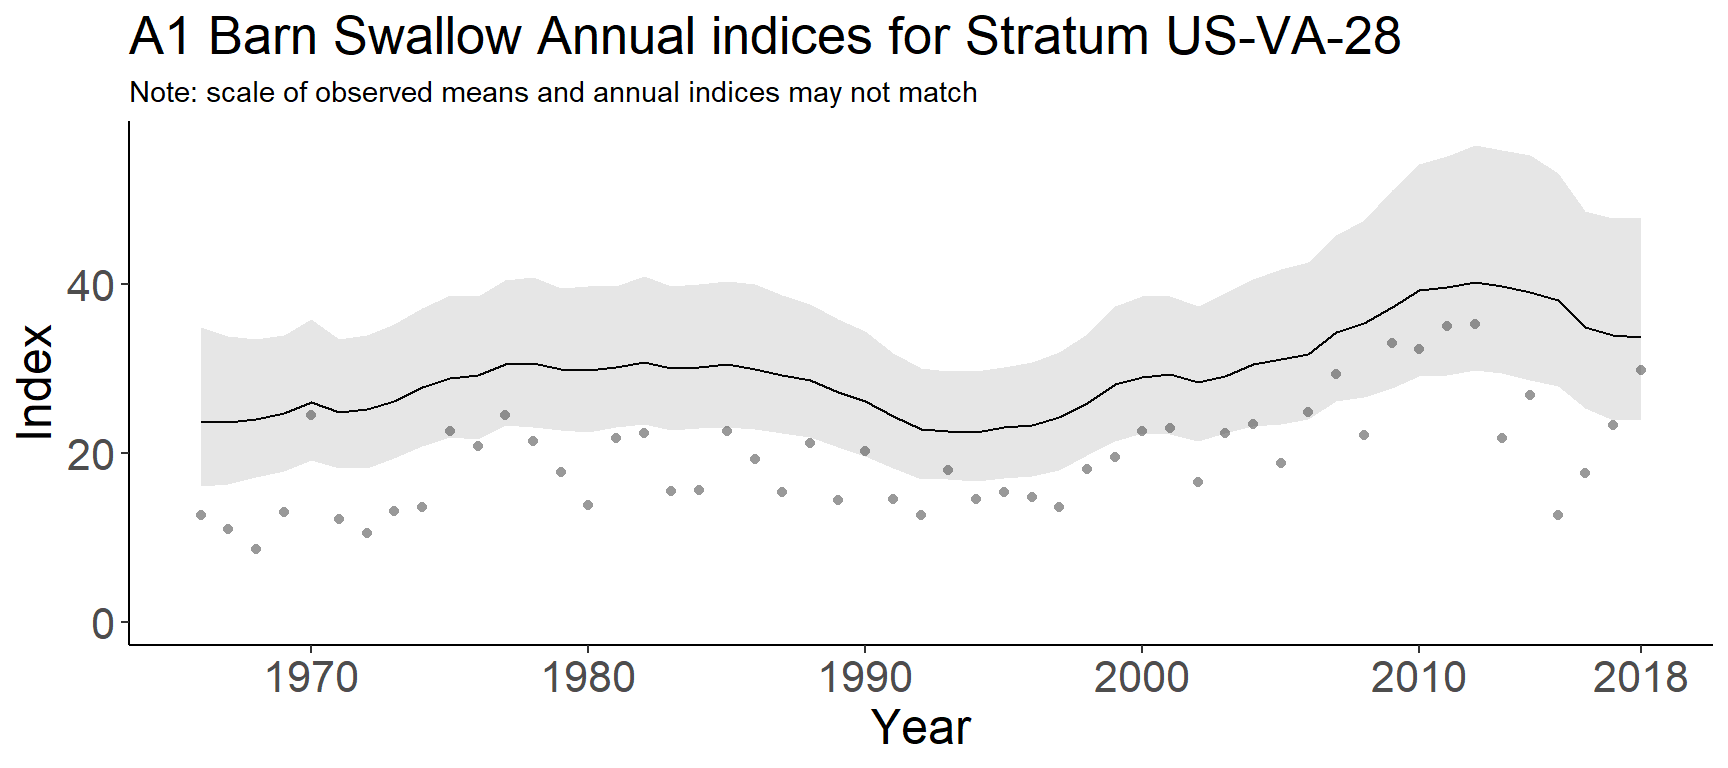 A1 Barn Swallow Annual indices for Stratum US-VA-28
Note: scale of observed means and annual indices may not match
Index
40
20
0
1970 1980 1990 2000 2010 2018
Year